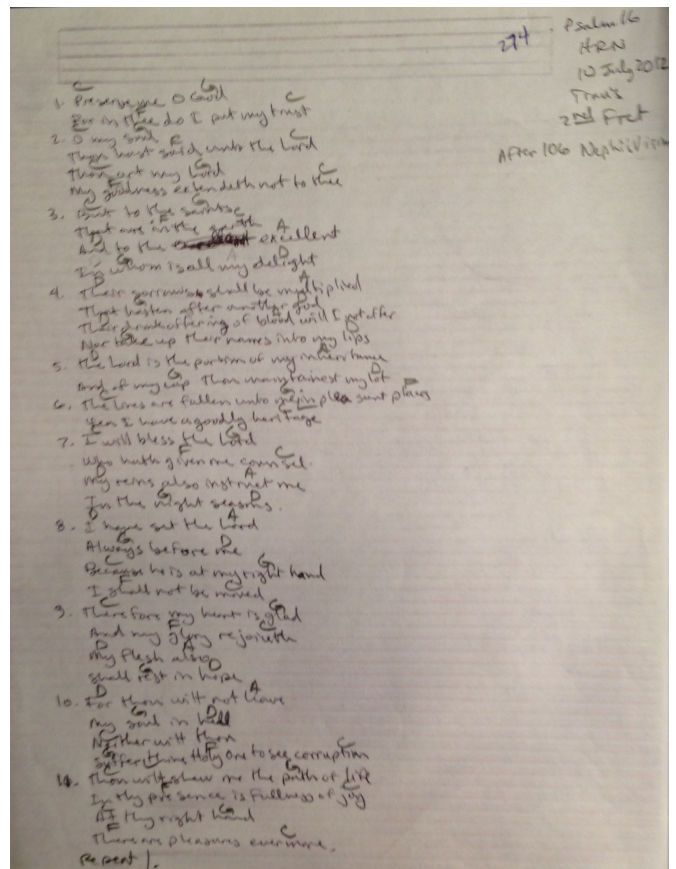 274
Psalm 16
HRN
10 July 2012
Travis
2nd Fret
After 106 Nephi Vision
C G
1. Preserve me O God
F C
For in thee do I put my trust
C G
2. O my soul
F C
Thou hast said unto the Lord
C G
Thou art my Lord
F C
My goodness extendeth not to thee
C G
3. But to the saints
F C
That are in the earth
D A
And to the excellent
G D
In whom is all my delight
D A
4. Their sorrows shall be multiplied
G D
That hasten after another god
Their drink offering of blood will I not offer
Nor take up their names into my lips
5. The Lord is the portion of my inheritance
And of my cup Thou maintainest my lot
6. The lines are fallen unto me in pleasant places
Yea I have a goodly heritage
7. I will bless the Lord
F C
Who hath given me counsel
D A
My reins also instruct me
G D
In the night seasons.
D A
8. I have set the Lord
G D
Always before me
C G
Because he is at my right hand
F C
I shall not be moved
C G
9. Therefore my heart is glad
F C
And my glory rejoiceth
D A
My flesh also
G D
Shall rest in hope
D A
10. For thou wilt not leave
G D
My soul in hell
Neither wilt thou
Suffer thine Holy One to see corruption
11. Thou wilt shew me the path of life
F C
In thy presence is fullness of joy
C G
At thy right hand
F C
There are pleasures evermore.
Repeat 1.